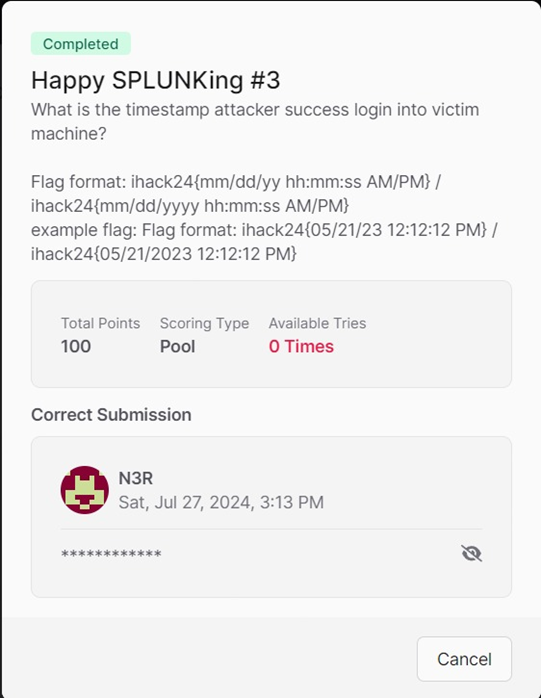 Completed
Happy SPLUNKing #3
What is the timestamp attacker success login into victim
machine?
Flag format: ihack24{mm/dd/yy hh:mm:ss AM/PM} /
ihack24{mm/dd/yyyy hh:mm:ss AM/PM}
example flag: Flag format: ihack24{05/21/23 12:12:12 PM} /
ihack24{05/21/2023 12:12:12 PM}
Total Points Scoring Type Available Tries
100 Pool 0 Times
Correct Submission
N3R
Sat, Jul 27, 2024, 3:13 PM
************
Cancel